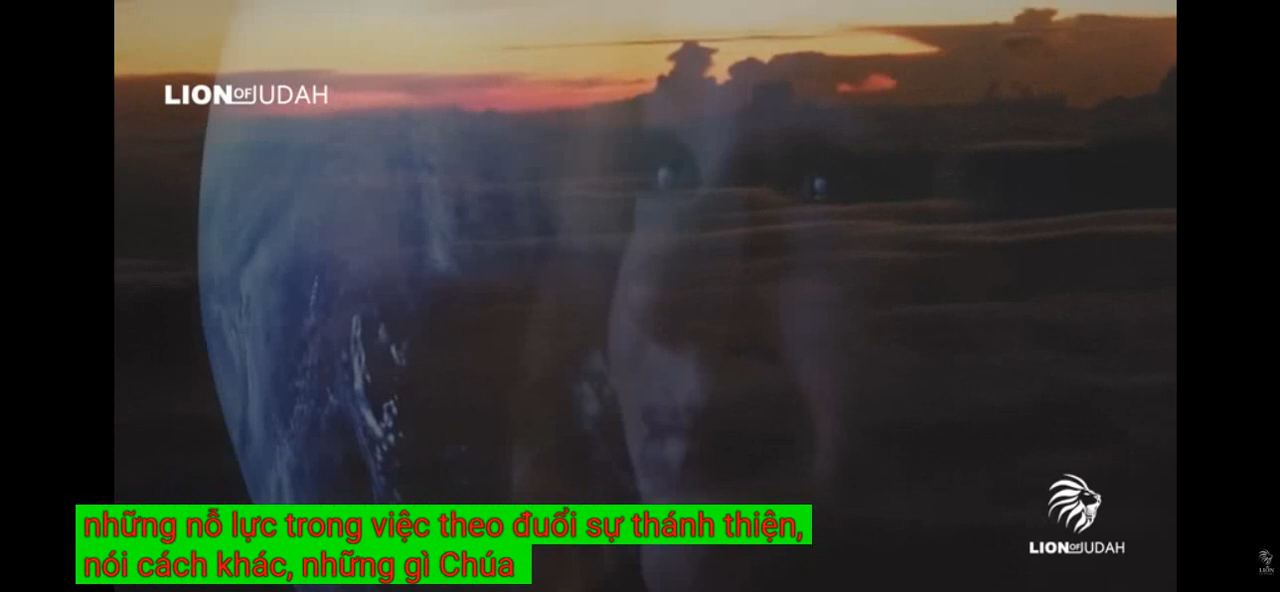 LION OF JUDAH
những nỗ lực trong việc theo đuổi sự thánh thiện,
nói cách khác, những gì Chúa
LION OF JUDAH
LION